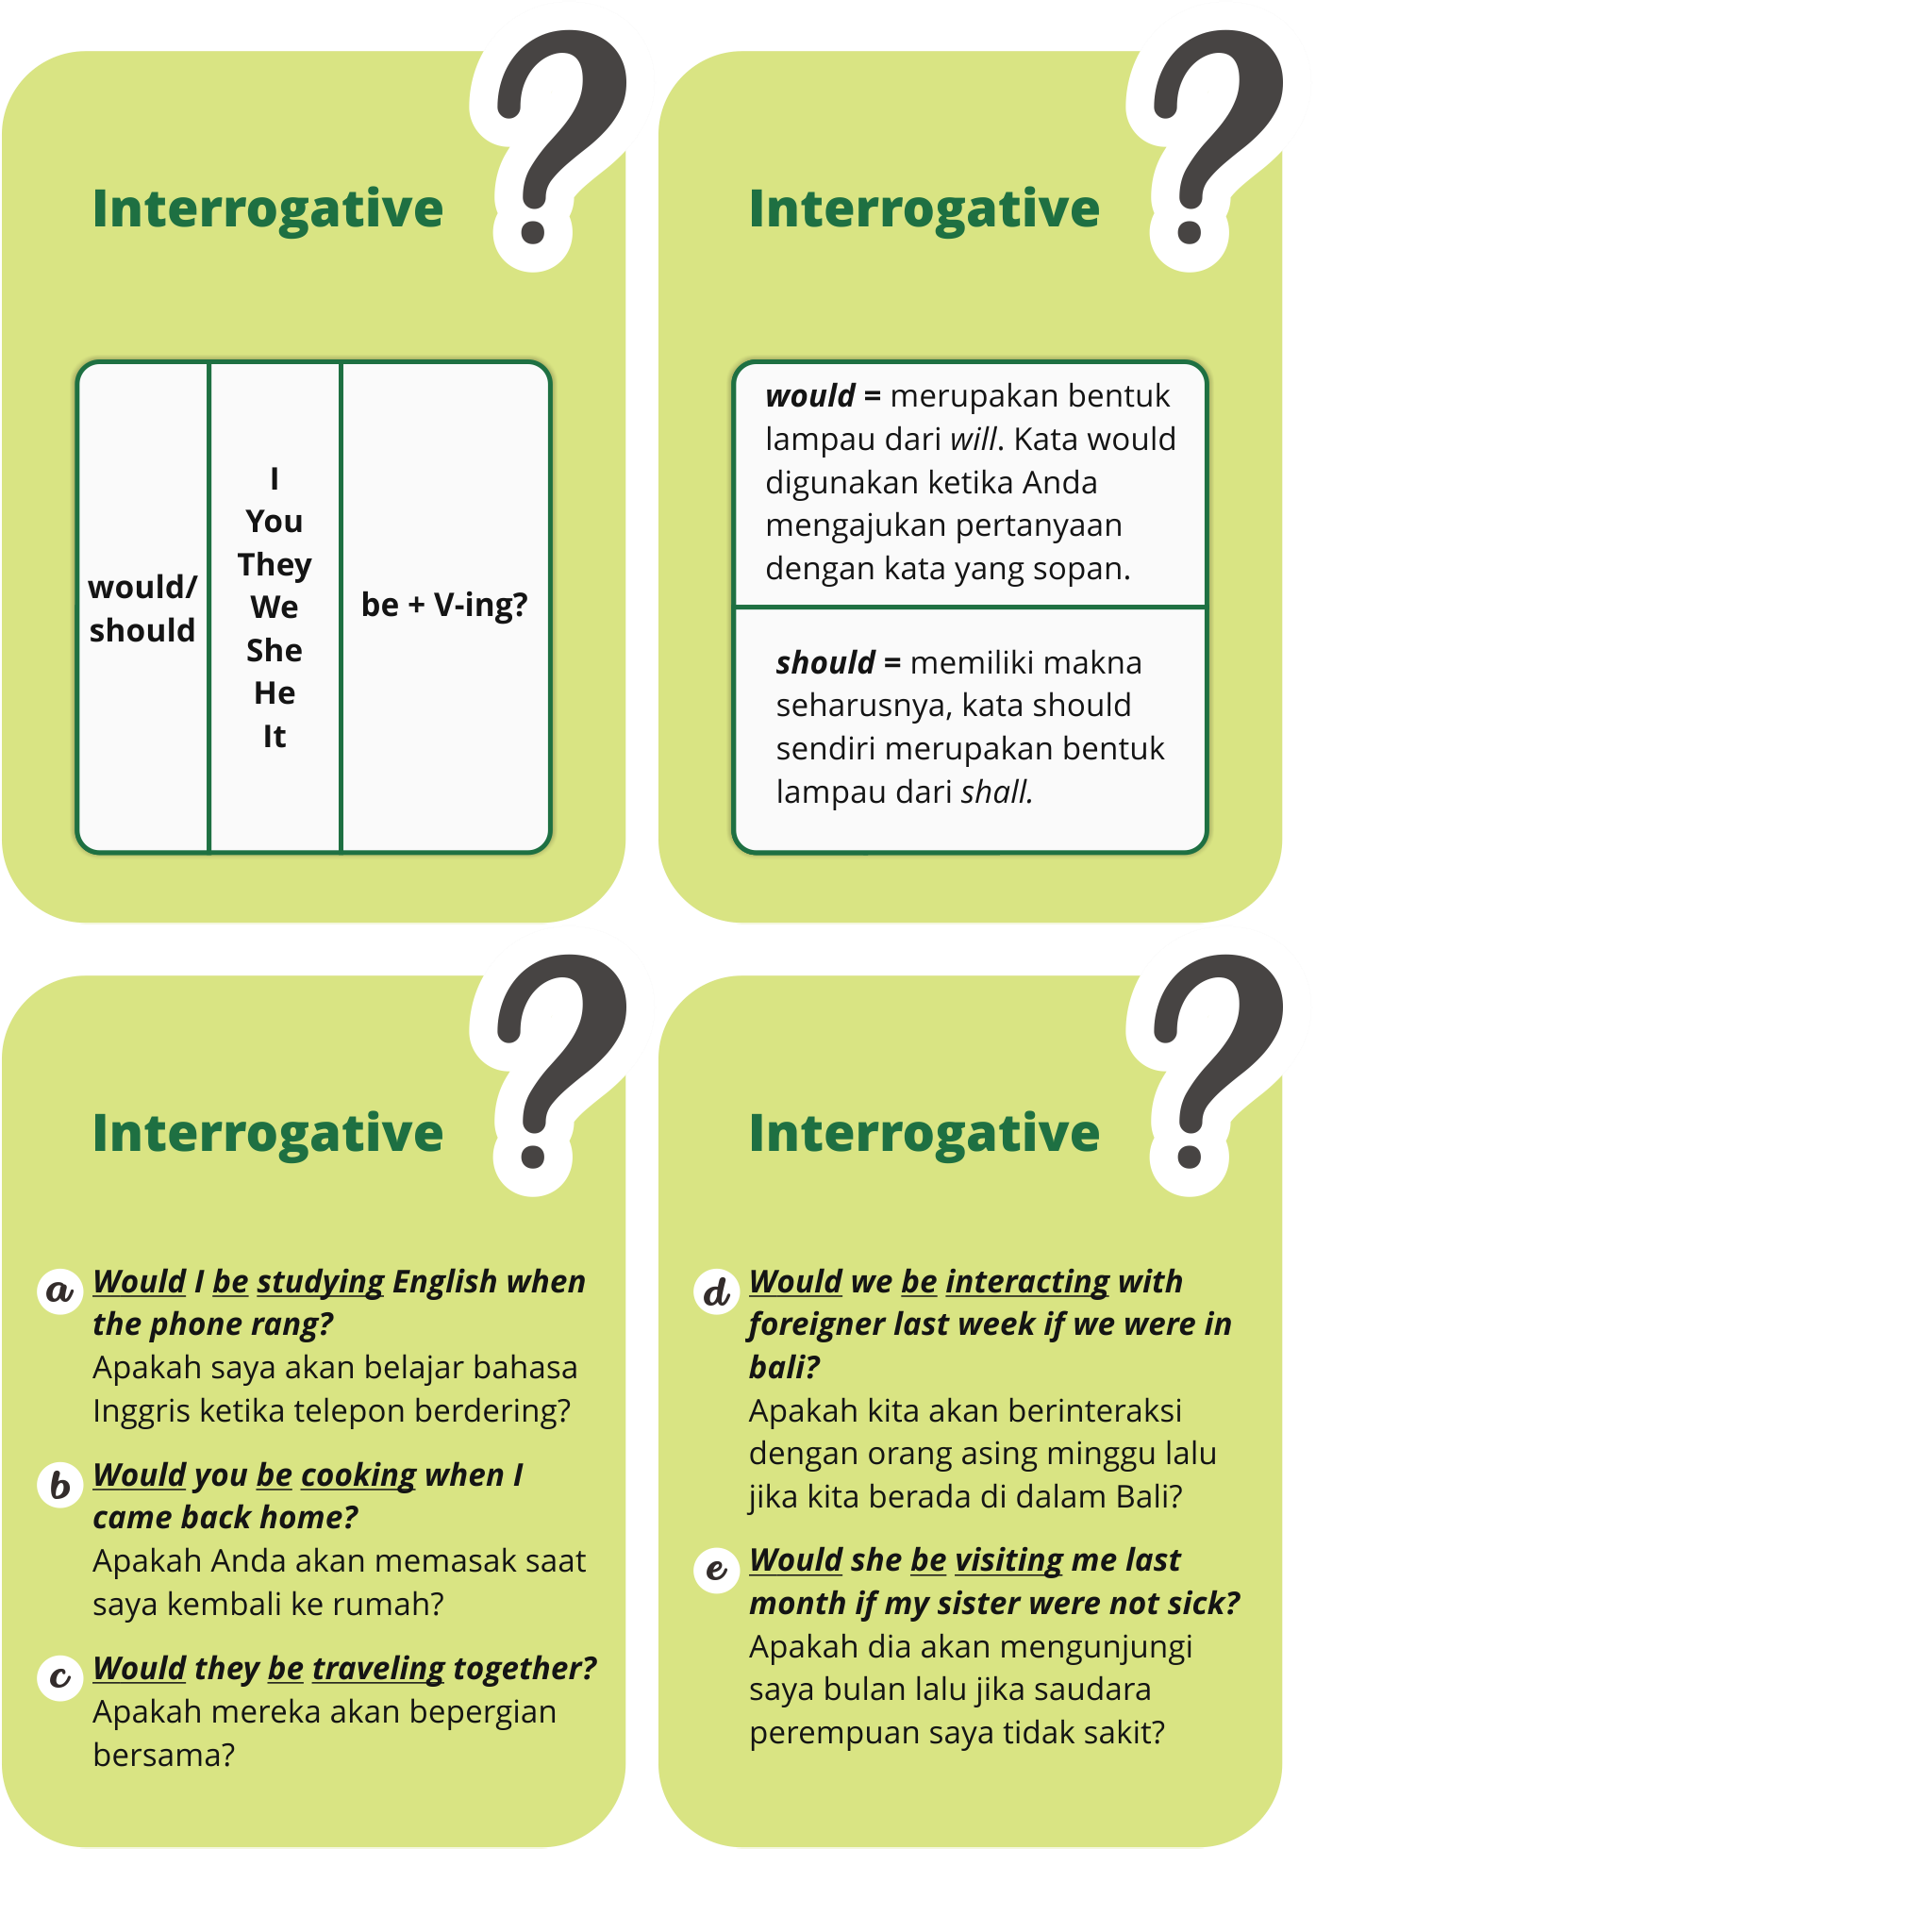 ?
Interrogative
would/
should
I
You
They
We
She
He
It
be + V-ing?
?
Interrogative
would = merupakan bentuk
lampau dari will. Kata would
digunakan ketika Anda
mengajukan pertanyaan
dengan kata yang sopan.
should = memiliki makna
seharusnya, kata should
sendiri merupakan bentuk
lampau dari shall.
?
Interrogative
a Would I be studying English when
the phone rang?
Apakah saya akan belajar bahasa
Inggris ketika telepon berdering?
b Would you be cooking when I
came back home?
Apakah Anda akan memasak saat
saya kembali ke rumah?
c Would they be traveling together?
Apakah mereka akan bepergian
bersama?
?
Interrogative
d Would we be interacting with
foreigner last week if we were in
bali?
Apakah kita akan berinteraksi
dengan orang asing minggu lalu
jika kita berada di dalam Bali?
e Would she be visiting me last
month if my sister were not sick?
Apakah dia akan mengunjungi
saya bulan lalu jika saudara
perempuan saya tidak sakit?